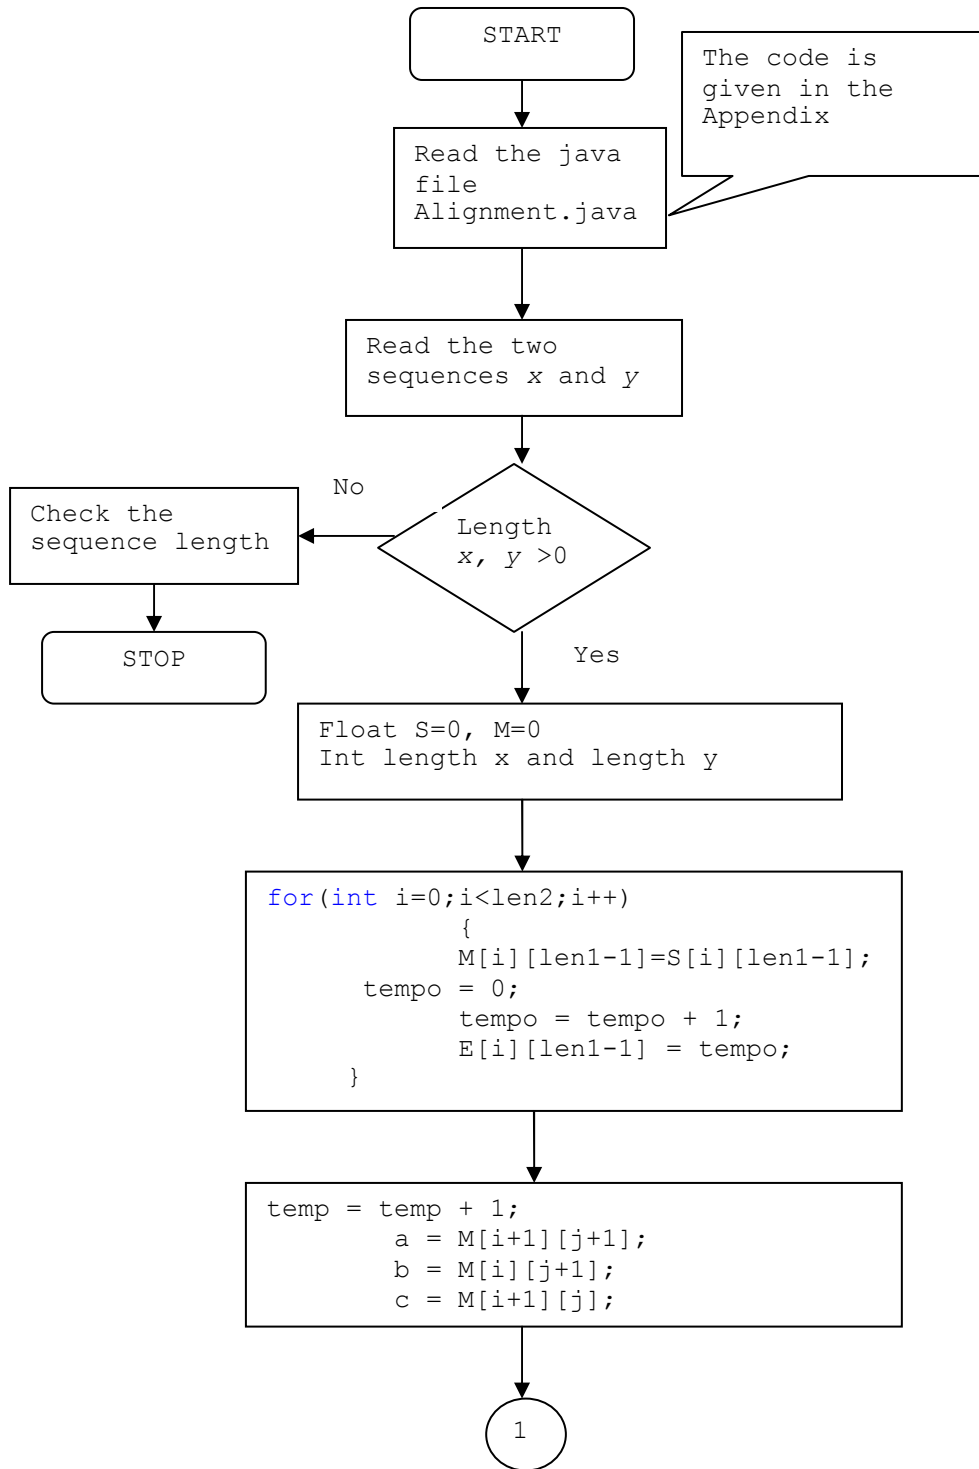 START
The code is
given in the
Appendix
Read the java
file
Alignment.java
Read the two
sequences x and y
No
Check the
sequence length
Length
x, y >0
STOP
Yes
Float S=0, M=0
Int length x and length y
for(int i=0;i<len2;i++)
{
M[i][len1-1]=S[i][len1-1];
tempo = 0;
tempo = tempo + 1;
E[i][len1-1] = tempo;
}
temp = temp + 1;
a = M[i+1][j+1];
b = M[i][j+1];
c = M[i+1][j];
1